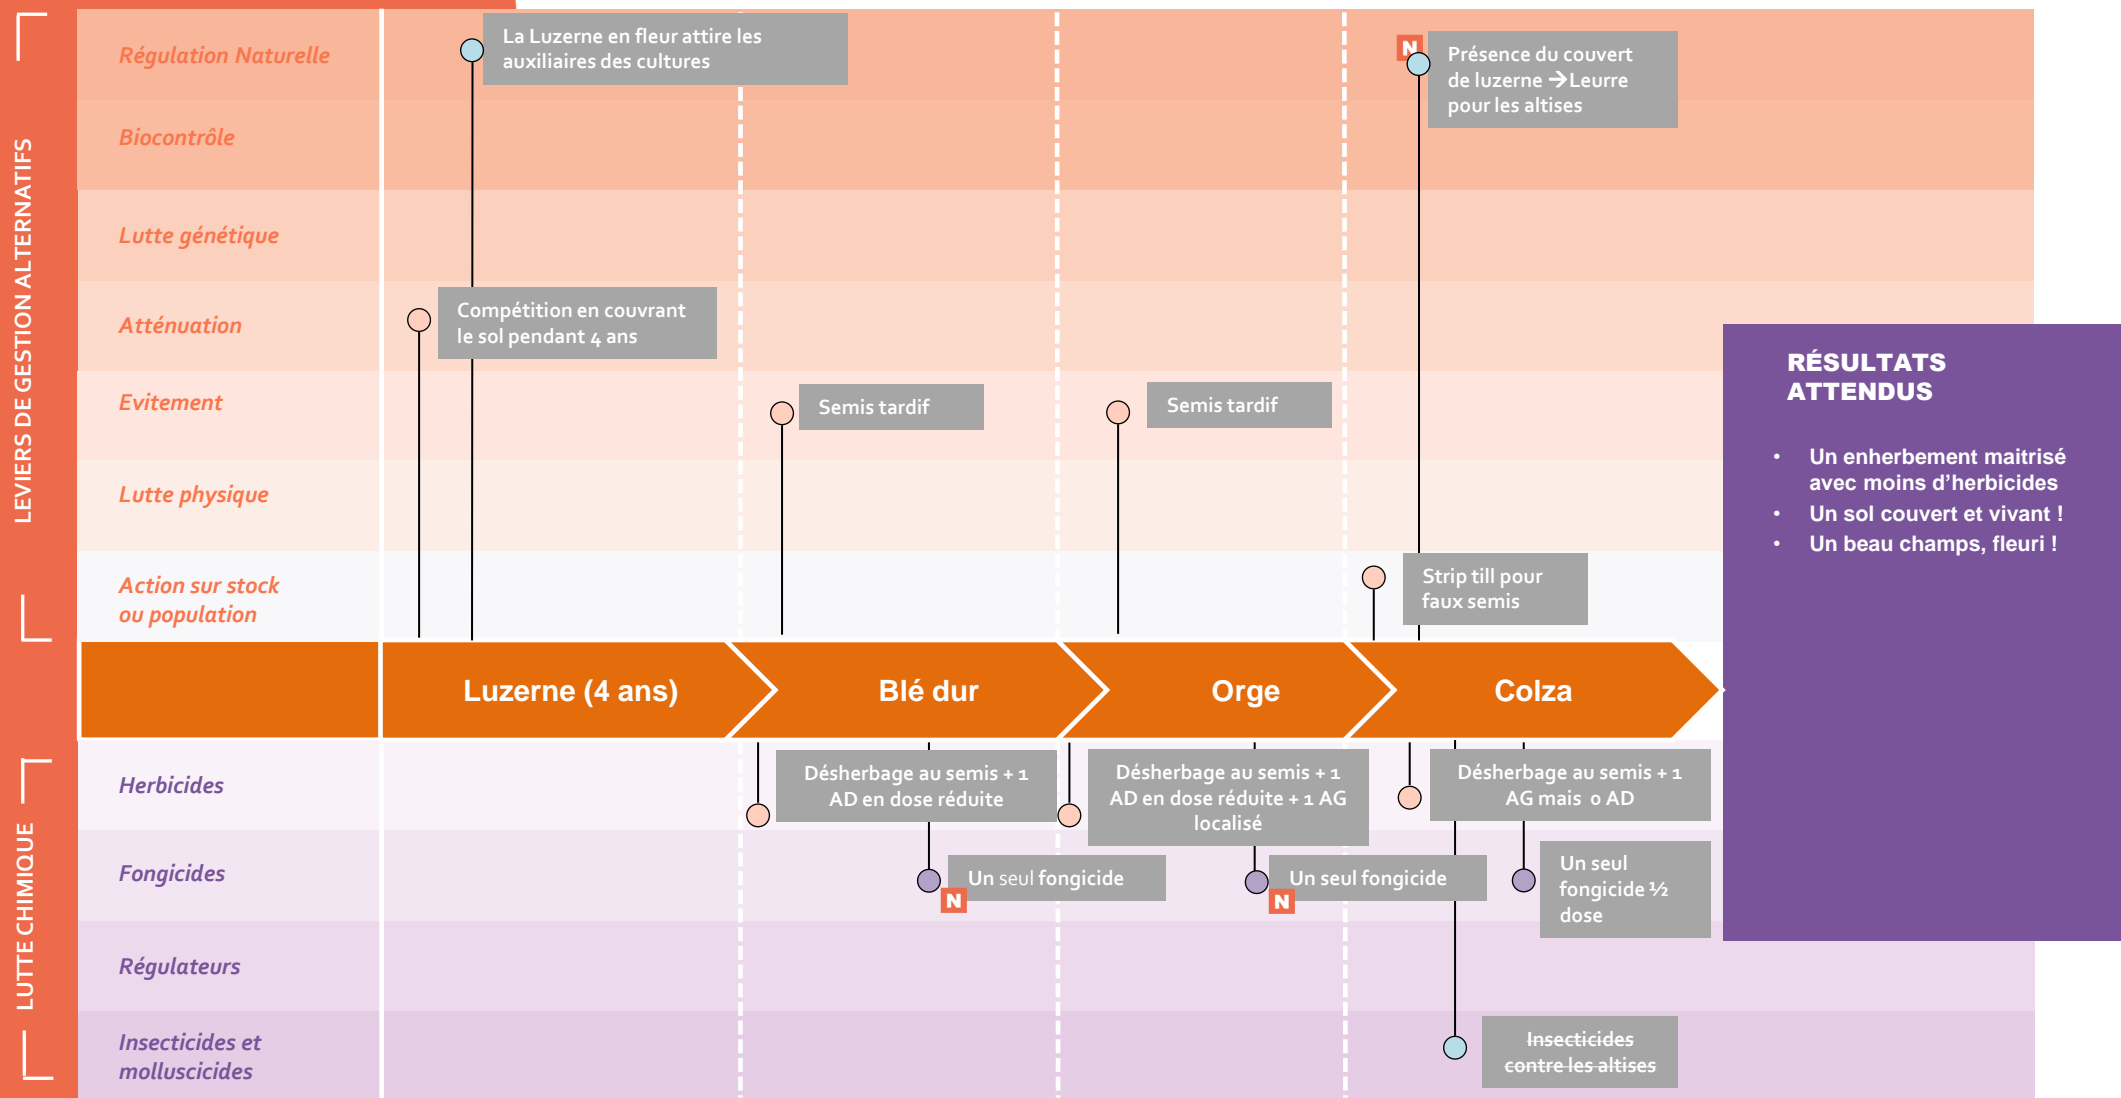 LEVIERS DE GESTION ALTERNATIFS
Régulation Naturelle
La Luzerne en fleur attire les
auxiliaires des cultures
N
Présence du couvert
de luzerne →Leurre
pour les altises
Biocontrôle
Lutte génétique
Atténuation
Compétition en couvrant
le sol pendant 4 ans
Evitement
Semis tardif
Semis tardif
Lutte physique
Action sur stock
ou population
Strip till pour
faux semis
RÉSULTATS
ATTENDUS
• Un enherbement maitrisé
avec moins d'herbicides
• Un sol couvert et vivant !
• Un beau champs, fleuri !
Luzerne (4 ans)
Blé dur
Orge
Colza
LUTTE CHIMIQUE
Herbicides
Désherbage au semis + 1
AD en dose réduite
Désherbage au semis + 1
AD en dose réduite + 1 AG
localisé
Désherbage au semis + 1
AG mais 0 AD
Fongicides
Un seul fongicide
N
Un seul fongicide
N
Un seul
fongicide ½
dose
Régulateurs
Insecticides et
molluscicides
Insecticides
contre les altises